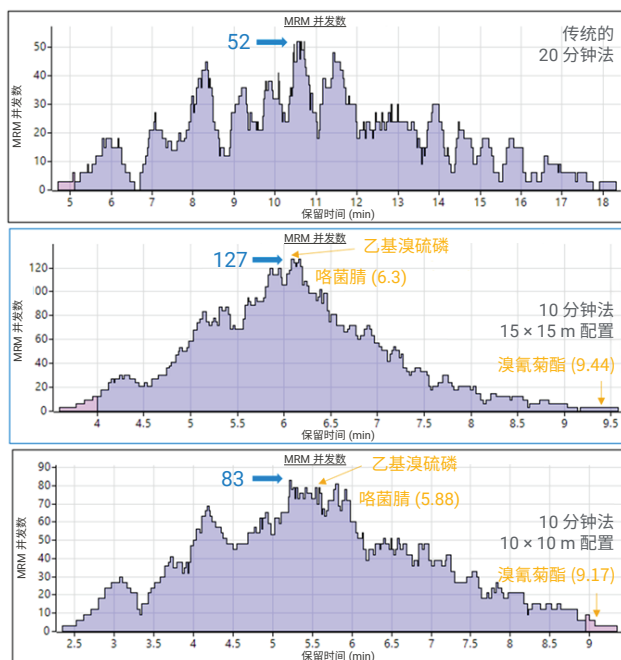 MRM 并发数
传统的
20 分钟法
52
MRM 并发数
50
40
30
20
10
0
5 6 7 8 9 10 11 12 13 14 15 16 17 18
保留时间 (min)
MRM 并发数
乙基溴硫磷
127
咯菌腈 (6.3)
10 分钟法
15 × 15 m 配置
溴氰菊酯 (9.44)
MRM 并发数
120
00
80
60
40
20
0
4 4.5 5 5.5 6 6.5 7 7.5 8 8.5 9 9.5
保留时间 (min)
MRM 并发数
乙基溴硫磷
83
咯菌腈 (5.88)
10 分钟法
10 × 10 m 配置
溴氰菊酯 (9.17)
MRM 并发数
90
80
70
60
50
40
30
20
10
0
2.5 3 3.5 4 4.5 5 5.5 6 6.5 7 7.5 8 8.5 9
保留时间 (min)